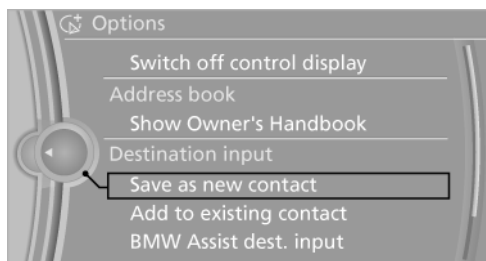 Options
Switch off control display
Address book
Show Owner's Handbook
Destination input
Save as new contact
Add to existing contact
BMW Assist dest. input